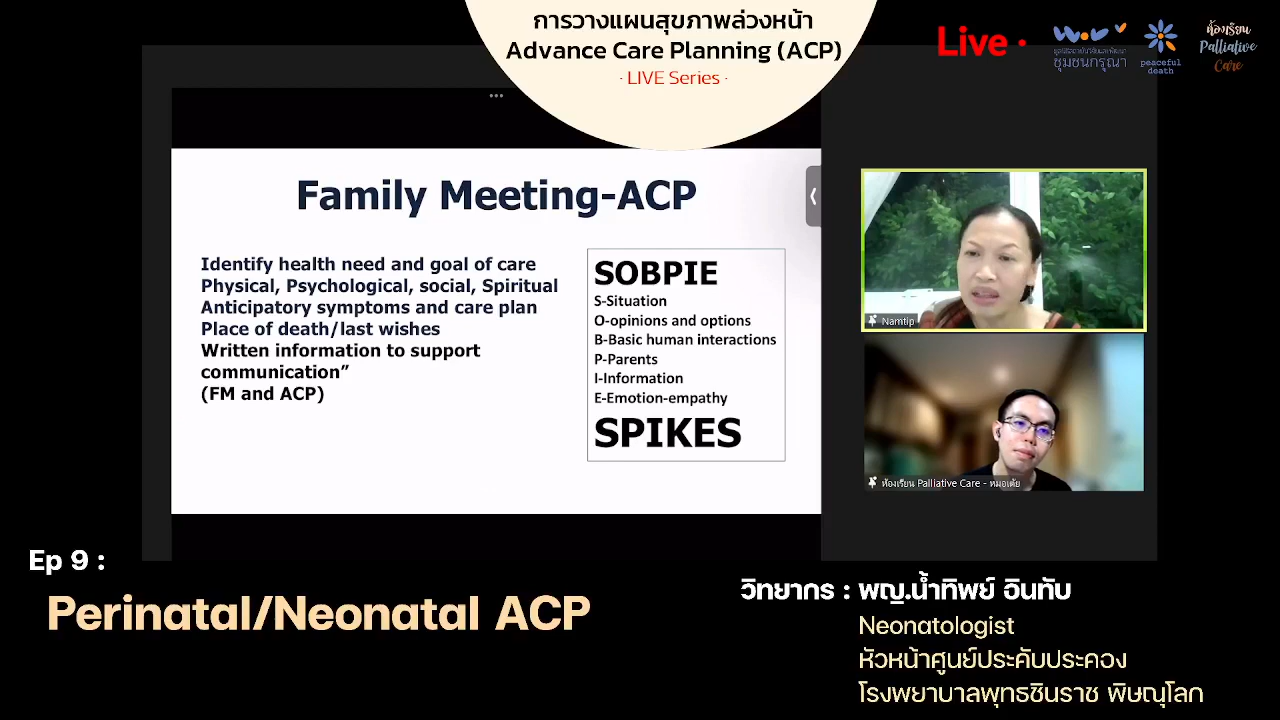 การวางแผนสุขภาพล่วงหน้า
Advance Care Planning (ACP)
· LIVE Series ·
Live ·
ชุมชนกรุณา
peaceful
death
ห้องเรียน
Palliative
Care
Family Meeting-ACP
Identify health need and goal of care
Physical, Psychological, social, Spiritual
Anticipatory symptoms and care plan
Place of death/last wishes
Written information to support
communication”
(FM and ACP)
SOBPIE
S-Situation
O-opinions and options
B-Basic human interactions
P-Parents
I-Information
E-Emotion-empathy
SPIKES
Namtip
ห้องเรียน Palliative Care - หมอเต้ย
Ep 9 :
Perinatal/Neonatal ACP
วิทยากร : พญ.น้ำทิพย์ อินทับ
Neonatologist
หัวหน้าศูนย์ประคับประคอง
โรงพยาบาลพุทธชินราช พิษณุโลก